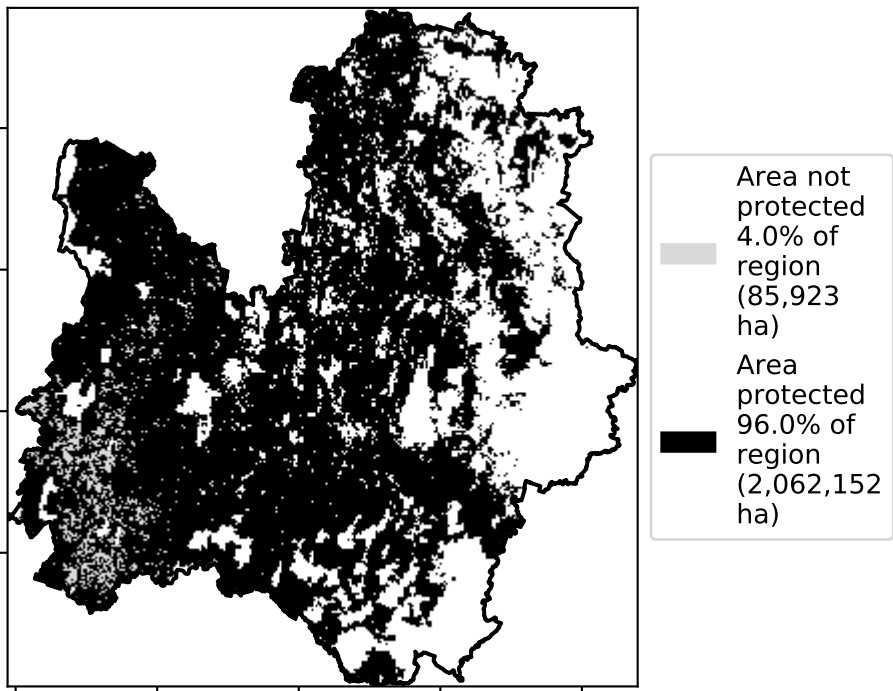 Area not
protected
4.0% of
region
(85,923
ha)
Area
protected
96.0% of
region
(2,062,152
ha)